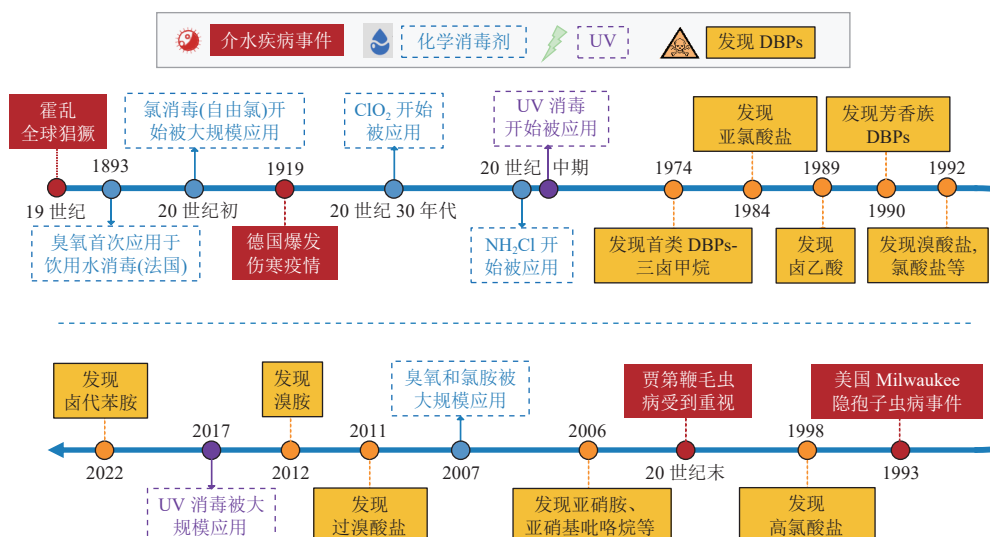 介水疾病事件
化学消毒剂
UV
发现 DBPs
霍乱
全球猖獗
氯消毒(自由氯)开
始被大规模应用
ClO₂ 开始
被应用
UV 消毒
开始被应用
发现
亚氯酸盐
发现芳香族
DBPs
1893
1919
20 世纪 中期
1974
1989
1992
19 世纪
20 世纪初
20 世纪 30 年代
1984
1990
臭氧首次应用于
饮用水消毒(法国)
德国爆发
伤寒疫情
NH₂Cl 开
始被应用
发现首类 DBPs-
三卤甲烷
发现
卤乙酸
发现溴酸盐,
氯酸盐等
发现
卤代苯胺
发现
溴胺
臭氧和氯胺被
大规模应用
贾第鞭毛虫
病受到重视
美国 Milwaukee
隐孢子虫病事件
2017
2011
2006
1998
2022
2012
2007
20 世纪末
1993
UV 消毒被大
规模应用
发现
过溴酸盐
发现亚硝胺、
亚硝基吡咯烷等
发现
高氯酸盐